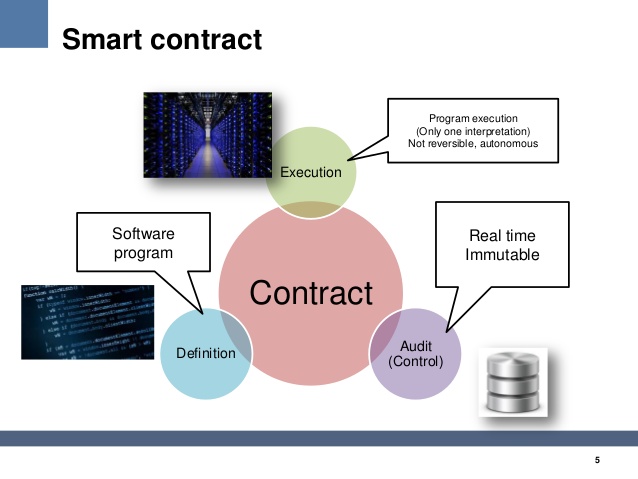 Smart contract
Program execution
(Only one interpretation)
Not reversible, autonomous
Execution
Software
program
Real time
Immutable
Contract
Definition
Audit
(Control)
5